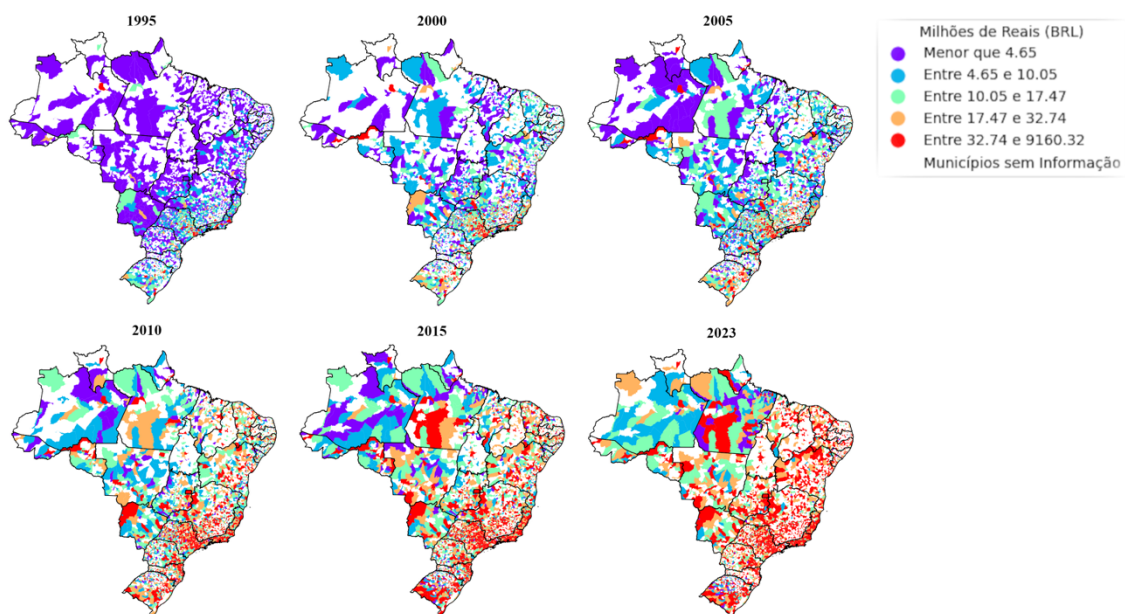 1995
2000
2005
Milhões de Reais (BRL)
Menor que 4.65
Entre 4.65 e 10.05
Entre 10.05 e 17.47
Entre 17.47 e 32.74
Entre 32.74 e 9160.32
Municípios sem Informação
2010
2015
2023